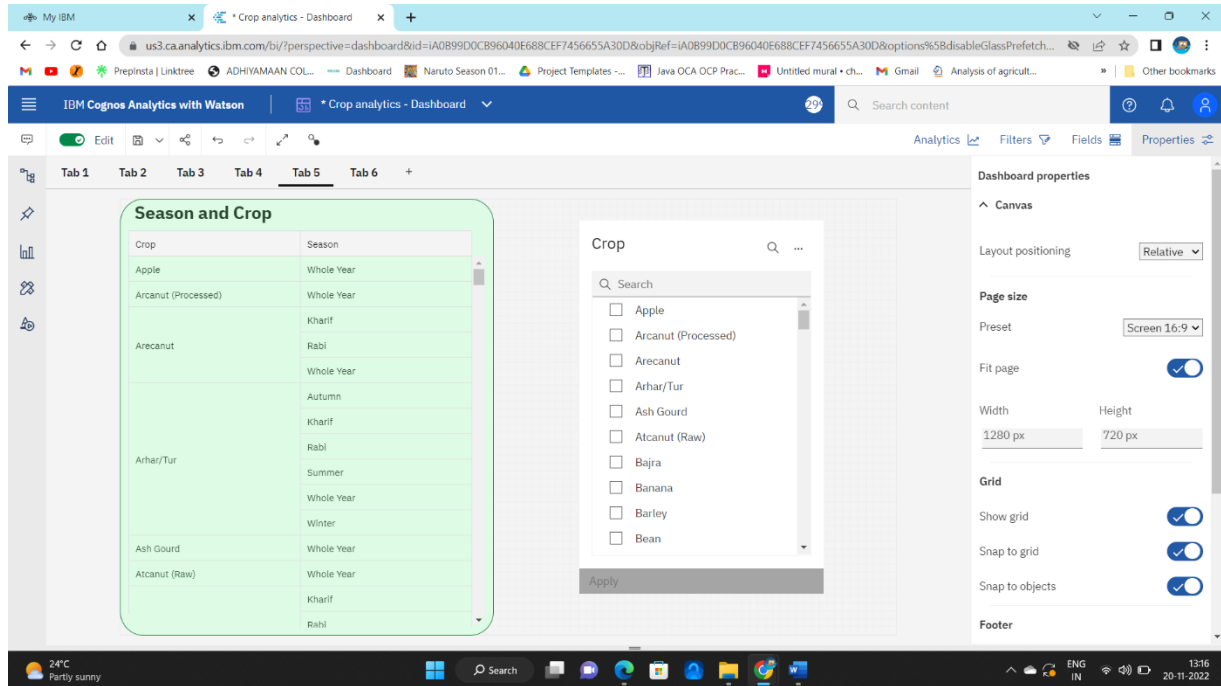 My IBM
* Crop analytics - Dashboard
us3.ca.analytics.ibm.com/bi/?perspective=dashboard&id=iA0B99D0CB96040E688CEF7456655A30D&objRef=iA0B99D0CB96040E688CEF7456655A30D&options%5BdisableGlassPrefetch...
PrepInsta | Linktree ADHIYAMAAN COL... Dashboard Naruto Season 01... Project Templates -... Java OCA OCP Prac... Untitled mural • ch... Gmail Analysis of agricult... » Other bookmarks
IBM Cognos Analytics with Watson * Crop analytics - Dashboard Search content
Edit Analytics Filters Fields Properties
Tab 1 Tab 2 Tab 3 Tab 4 Tab 5 Tab 6 +
Season and Crop
Crop Season
Apple Whole Year
Arcanut (Processed) Whole Year
Kharif
Arecanut Rabi
Whole Year
Autumn
Kharif
Rabi
Arhar/Tur
Summer
Whole Year
Winter
Ash Gourd Whole Year
Atcanut (Raw) Whole Year
Kharif
Rabi
Crop
Search
Apple
Arcanut (Processed)
Arecanut
Arhar/Tur
Ash Gourd
Atcanut (Raw)
Bajra
Banana
Barley
Bean
Apply
Dashboard properties
Canvas
Layout positioning Relative
Page size
Preset Screen 16:9
Fit page
Width Height
1280 px 720 px
Grid
Show grid
Snap to grid
Snap to objects
Footer
24°C
Partly sunny
Search
ENG
IN
13:16
20-11-2022